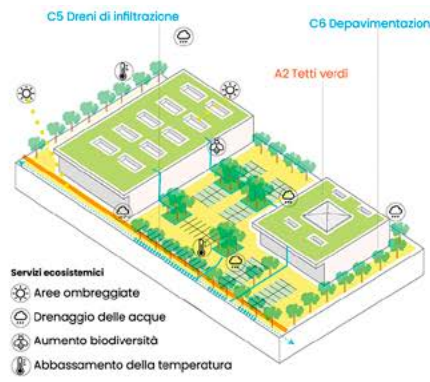 C5 Dreni di infiltrazione
C6 Depavimentazion
A2 Tetti verdi
Servizi ecosistemici
Aree ombreggiate
Drenaggio delle acque
Aumento biodiversità
Abbassamento della temperatura